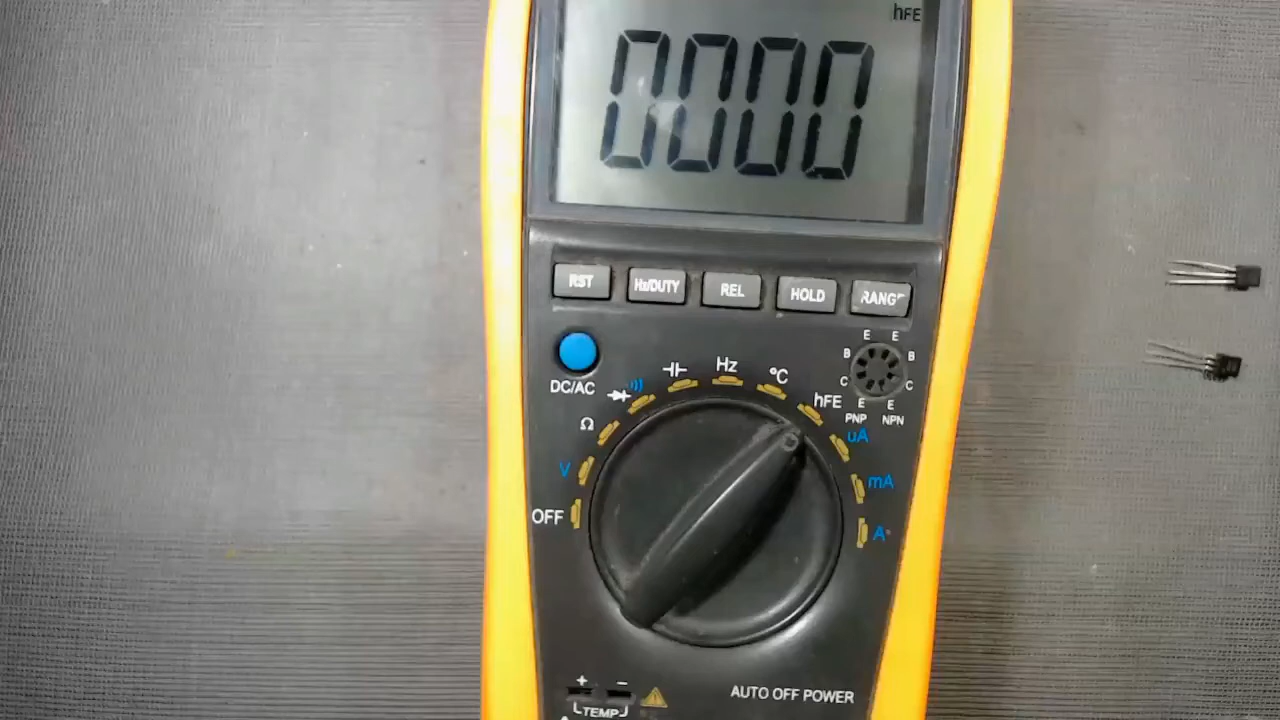 hFE
0000
RST Hz/DUTY REL HOLD RANGE
DC/AC
Hz
°C
hFE
E E
B B
C C
E E
PNP NPN
Ω
uA
V
mA
OFF
A
+ −
TEMP
AUTO OFF POWER